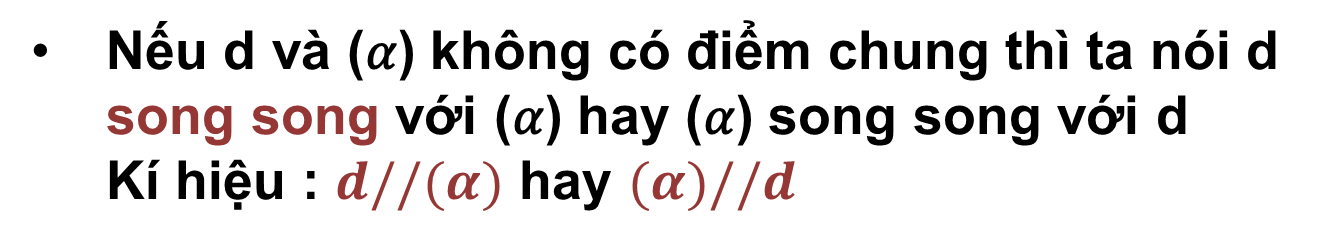 • Nếu d và (α) không có điểm chung thì ta nói d
song song với (α) hay (α) song song với d
Kí hiệu : d//(α) hay (α)//d